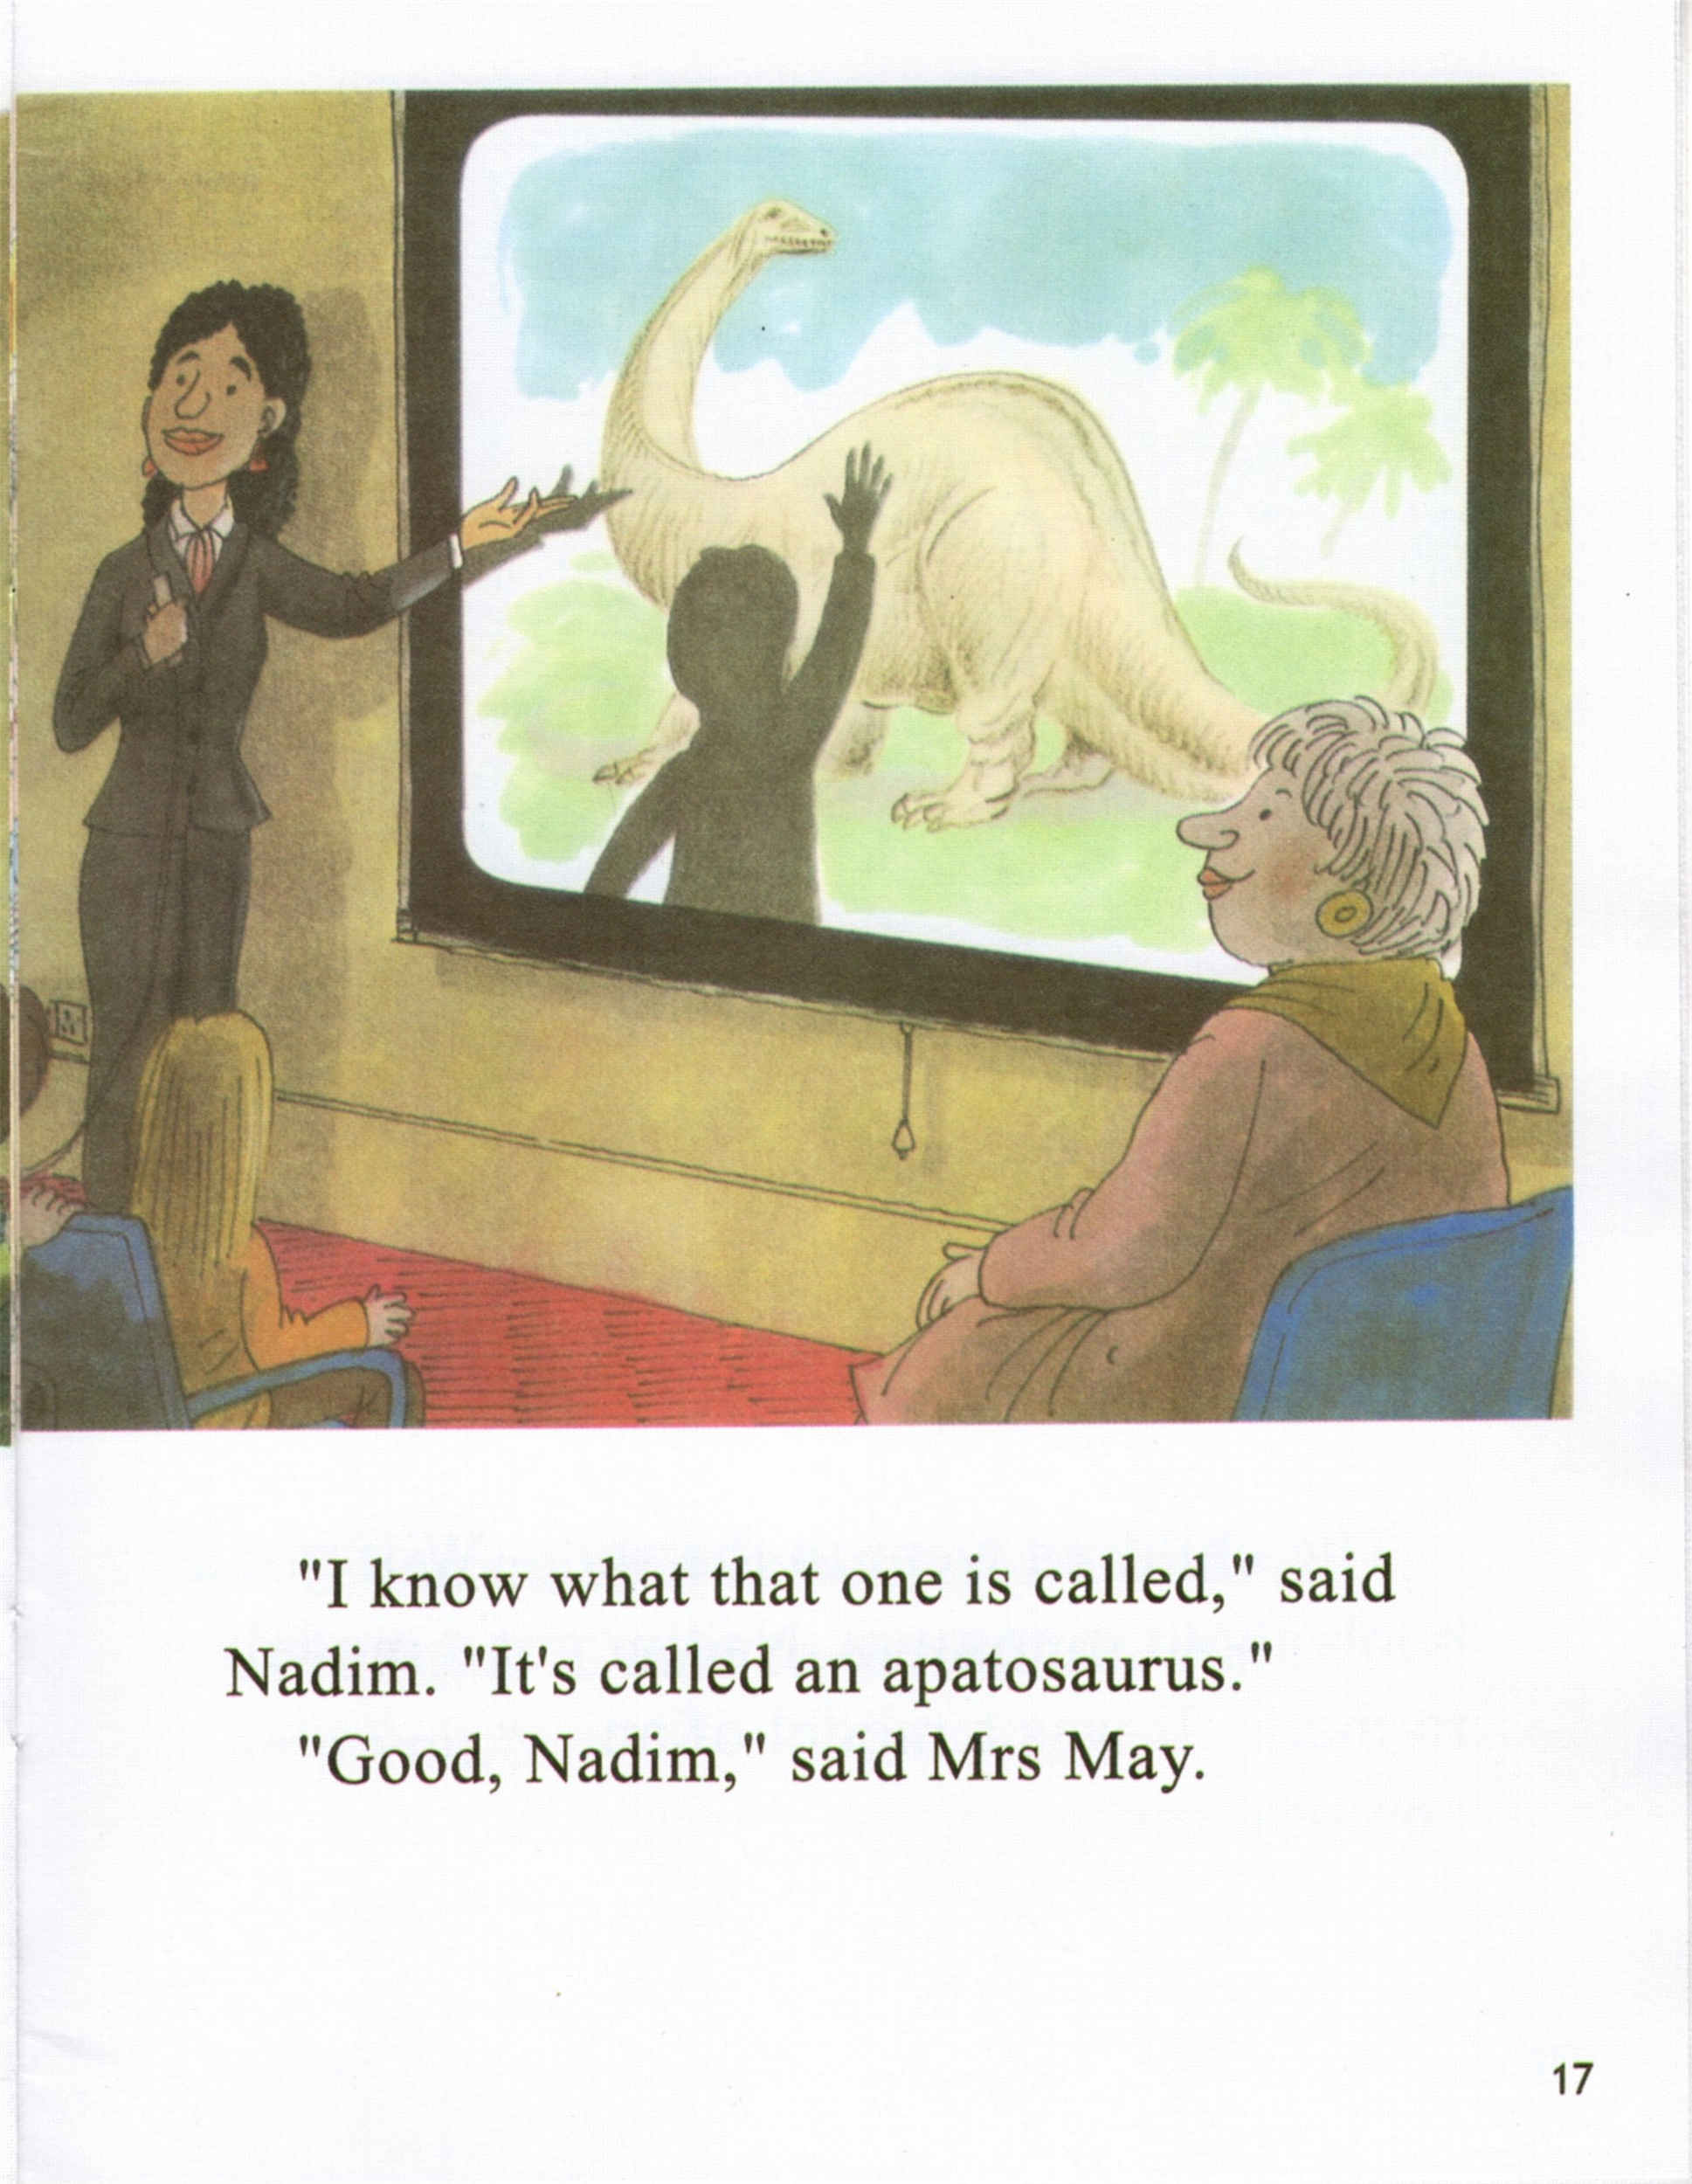 "I know what that one is called," said
Nadim. "It's called an apatosaurus."
"Good, Nadim," said Mrs May.
17